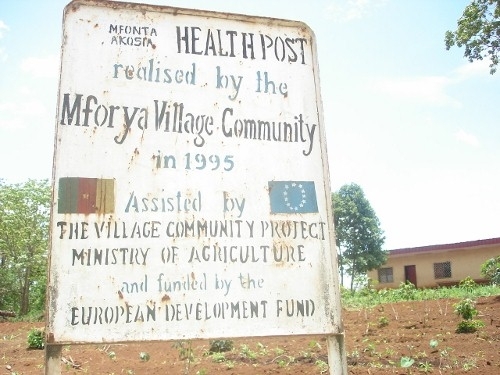 MFONTA
AKOSIA HEALTH POST
realised by the
Mforya Village Community
in 1995
Assisted by
THE VILLAGE COMMUNITY PROJECT
MINISTRY OF AGRICULTURE
and funded by the
EUROPEAN DEVELOPMENT FUND